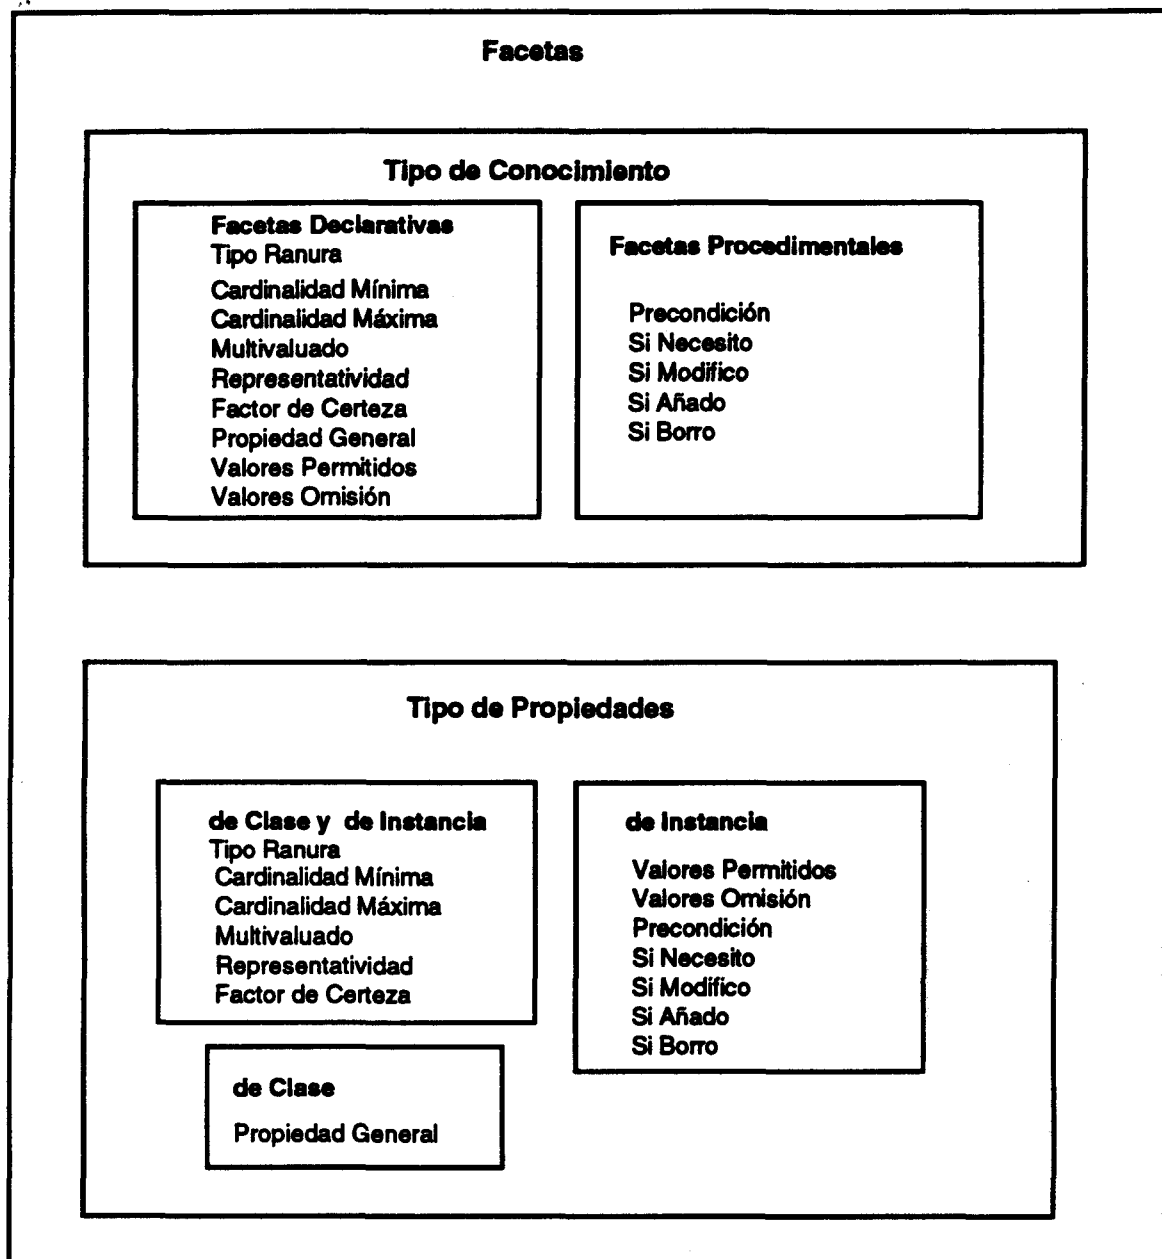 Facetas
Tipo de Conocimiento
Facetas Declarativas
Tipo Ranura
Cardinalidad Mínima
Cardinalidad Máxima
Multivaluado
Representatividad
Factor de Certeza
Propiedad General
Valores Permitidos
Valores Omisión
Facetas Procedimentales
Precondición
Si Necesito
Si Modifico
Si Añado
Si Borro
Tipo de Propiedades
de Clase y de Instancia
Tipo Ranura
Cardinalidad Mínima
Cardinalidad Máxima
Multivaluado
Representatividad
Factor de Certeza
de Clase
Propiedad General
de Instancia
Valores Permitidos
Valores Omisión
Precondición
Si Necesito
Si Modifico
Si Añado
Si Borro